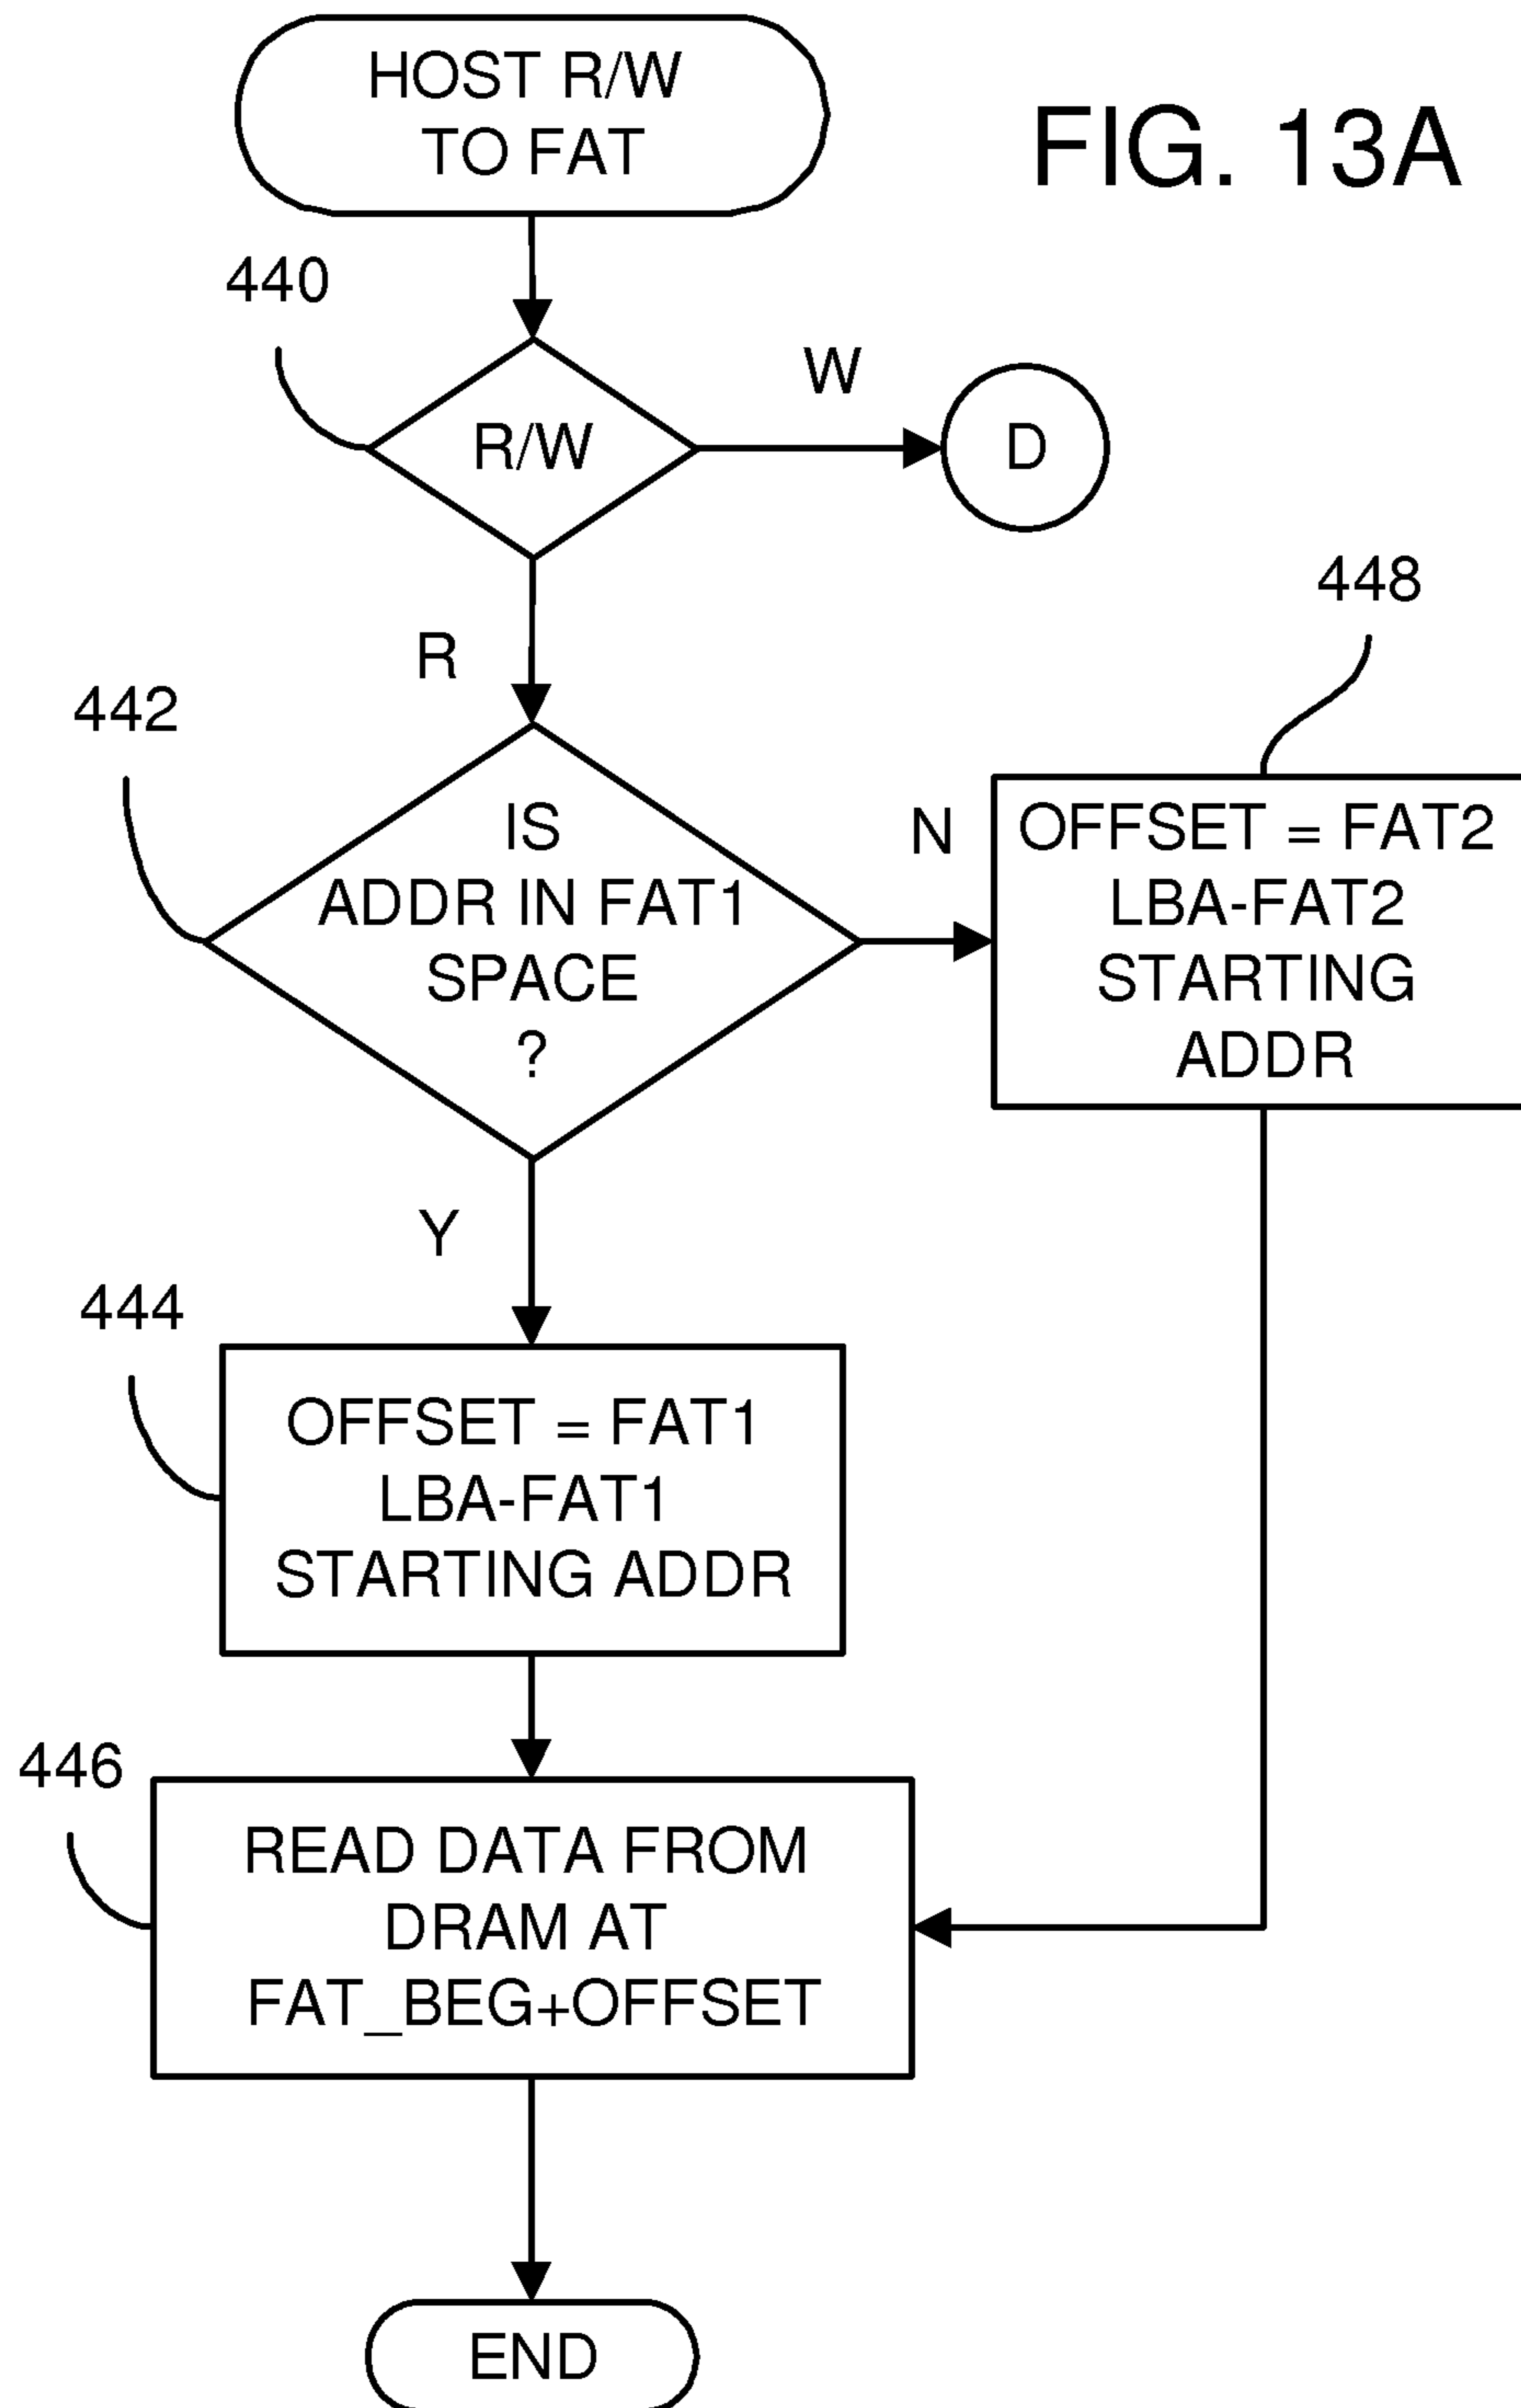 HOST R/W
TO FAT
FIG. 13A
440
R/W
W
D
R
448
442
IS
ADDR IN FAT1
SPACE
?
N
OFFSET = FAT2
LBA-FAT2
STARTING
ADDR
Y
444
OFFSET = FAT1
LBA-FAT1
STARTING ADDR
446
READ DATA FROM
DRAM AT
FAT_BEG+OFFSET
END